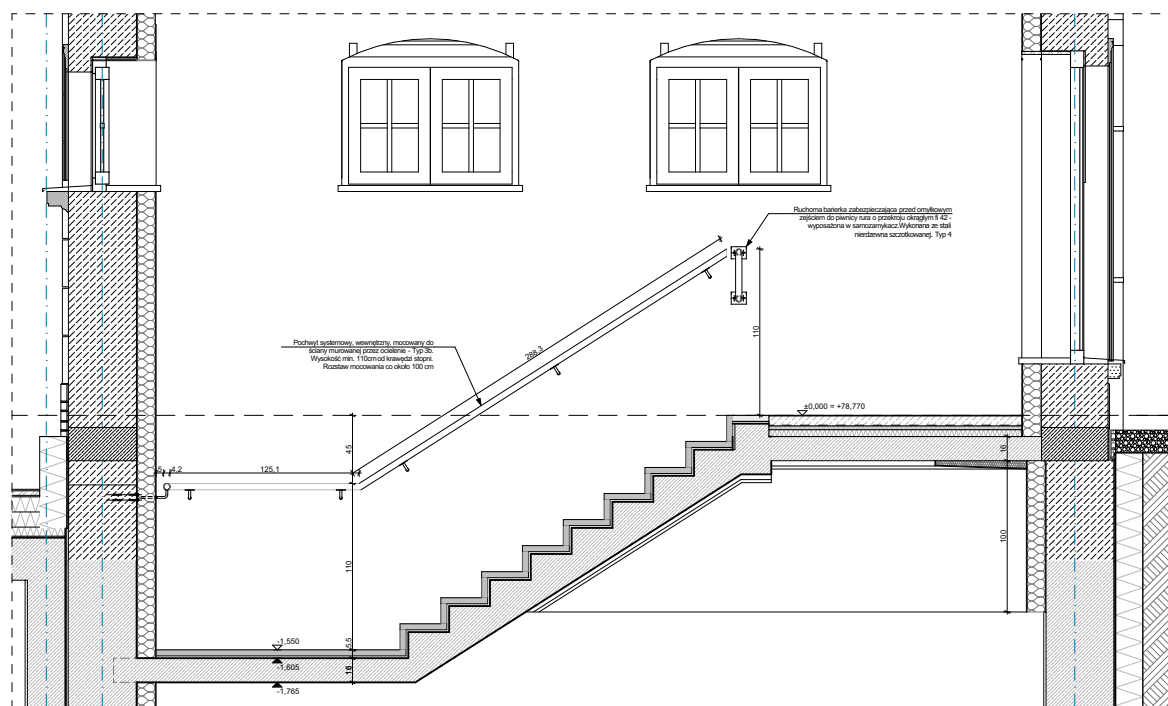 Ruchoma barierka zabezpieczająca przed omyłkowym
zejściem do piwnicy rura o przekroju okrągłym fi 42 -
wyposażona w samozamykacz.Wykonana ze stali
nierdzewna szczotkowanej. Typ 4
110
288,3
Pochwyt systemowy, wewnętrzny, mocowany do
ściany murowanej przez ocielenie - Typ 3b.
Wysokość min. 110cm od krawędzi stopni.
Rozstaw mocowania co około 100 cm
±0,000 = +78,770
45
16
5
4,2
125,1
100
110
-1,550
5,5
-1,605
16
-1,765